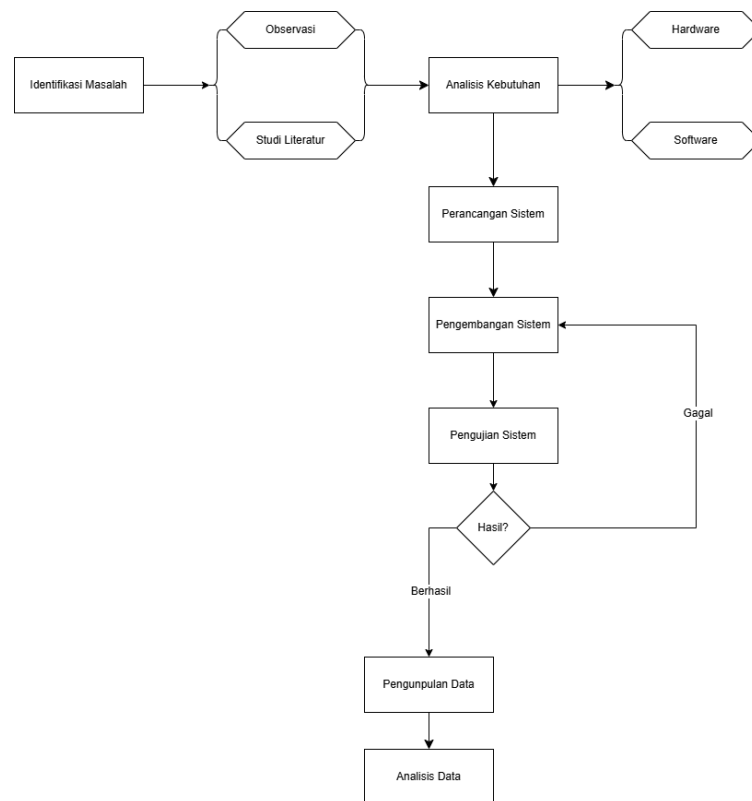 Observasi
Hardware
Identifikasi Masalah
Analisis Kebutuhan
Studi Literatur
Software
Perancangan Sistem
Pengembangan Sistem
Gagal
Pengujian Sistem
Hasil?
Berhasil
Pengunpulan Data
Analisis Data